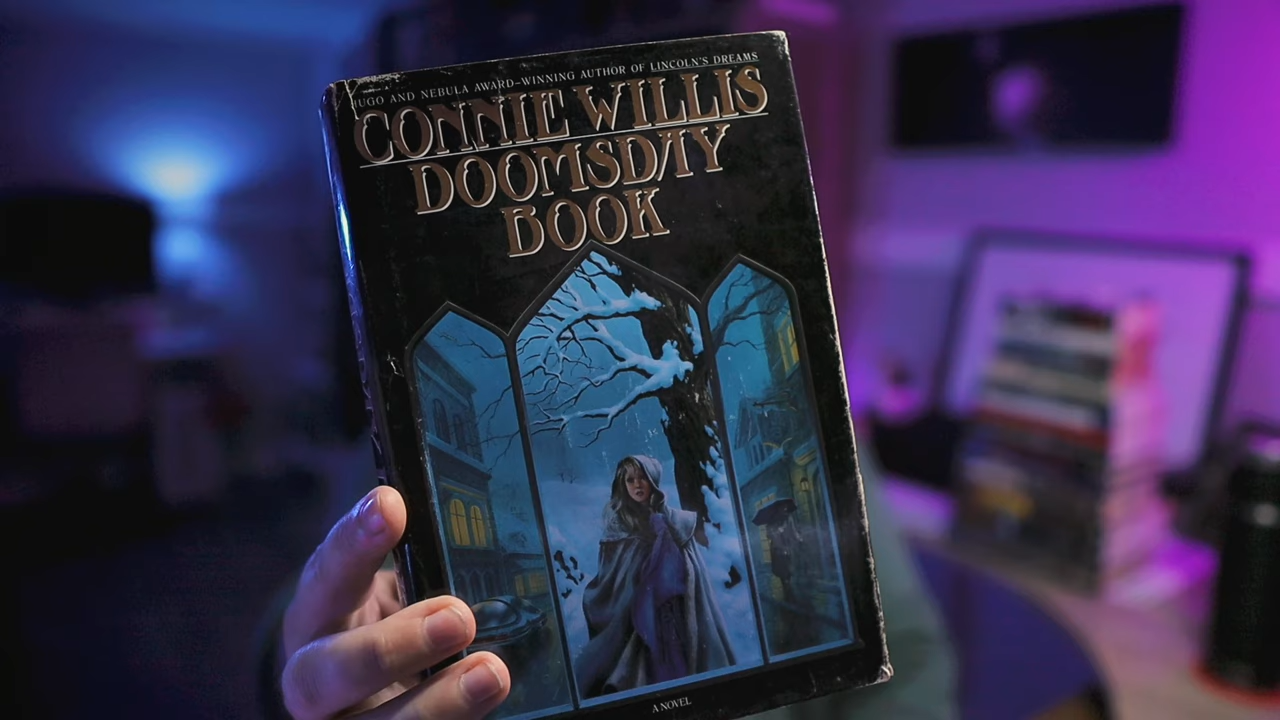 HUGO AND NEBULA AWARD–WINNING AUTHOR OF LINCOLN'S DREAMS
CONNIE WILLIS
DOOMSDAY
BOOK
A NOVEL